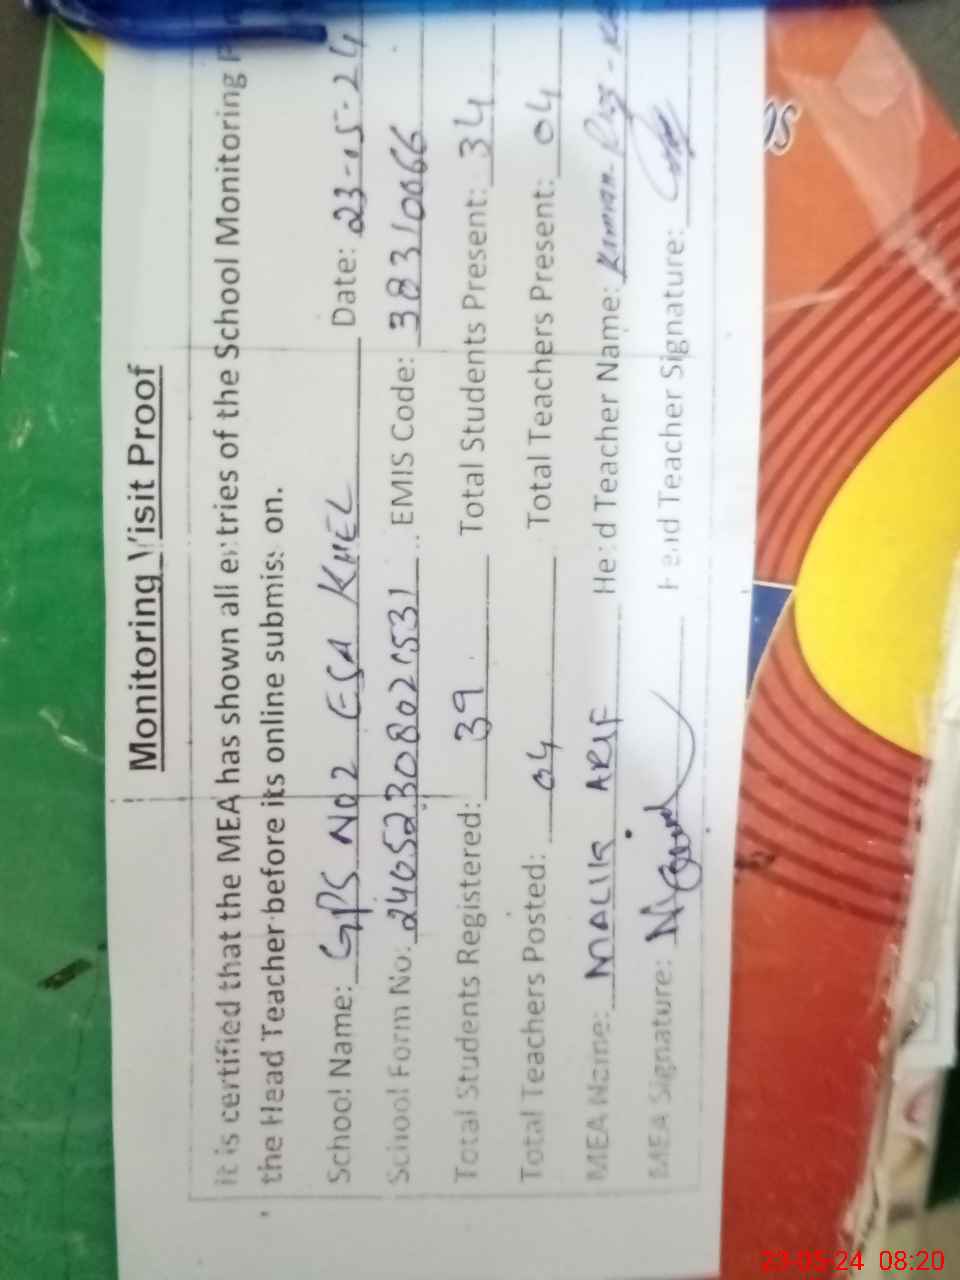 Monitoring Visit Proof
It is certified that the MEA has shown all entries of the School Monitoring
the Head Teacher before its online submission.
School Name: GPS NO2 ESA KHEL Date: 23-05-24
School Form No: EMIS Code: 38310066
Total Students Registered: 39 Total Students Present: 34
Total Teachers Posted: 04 Total Teachers Present: 04
MEA Name: MALIK ARIF Head Teacher Name: Kamran
MEA Signature: Head Teacher Signature:
23-05-24 08:20